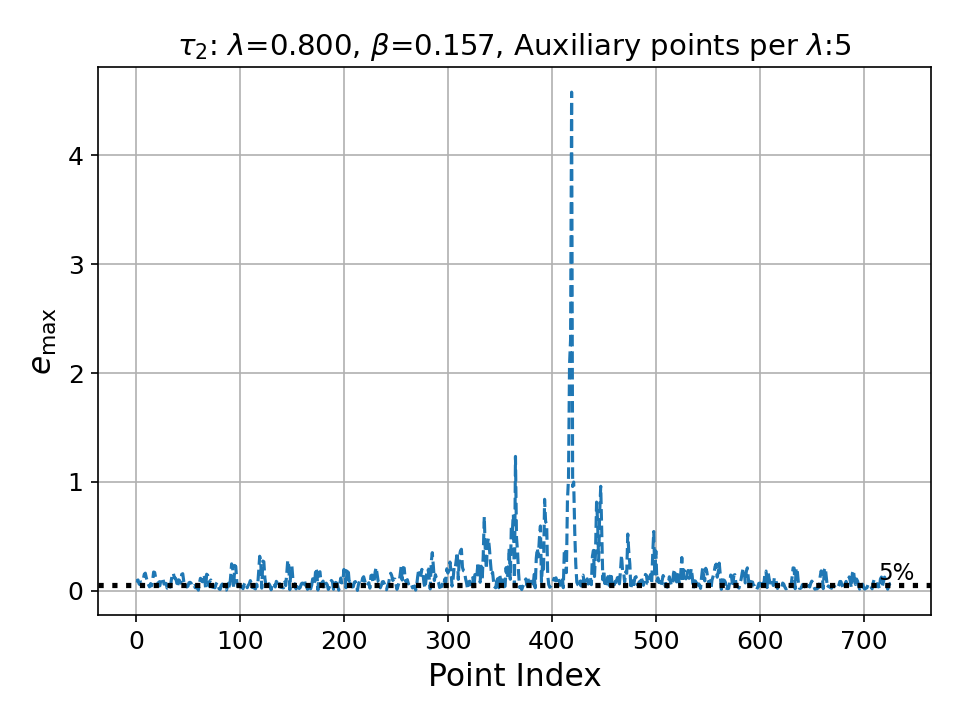 τ₂: λ=0.800, β=0.157, Auxiliary points per λ:5
e_max
4
3
2
1
0
5%
0 100 200 300 400 500 600 700
Point Index